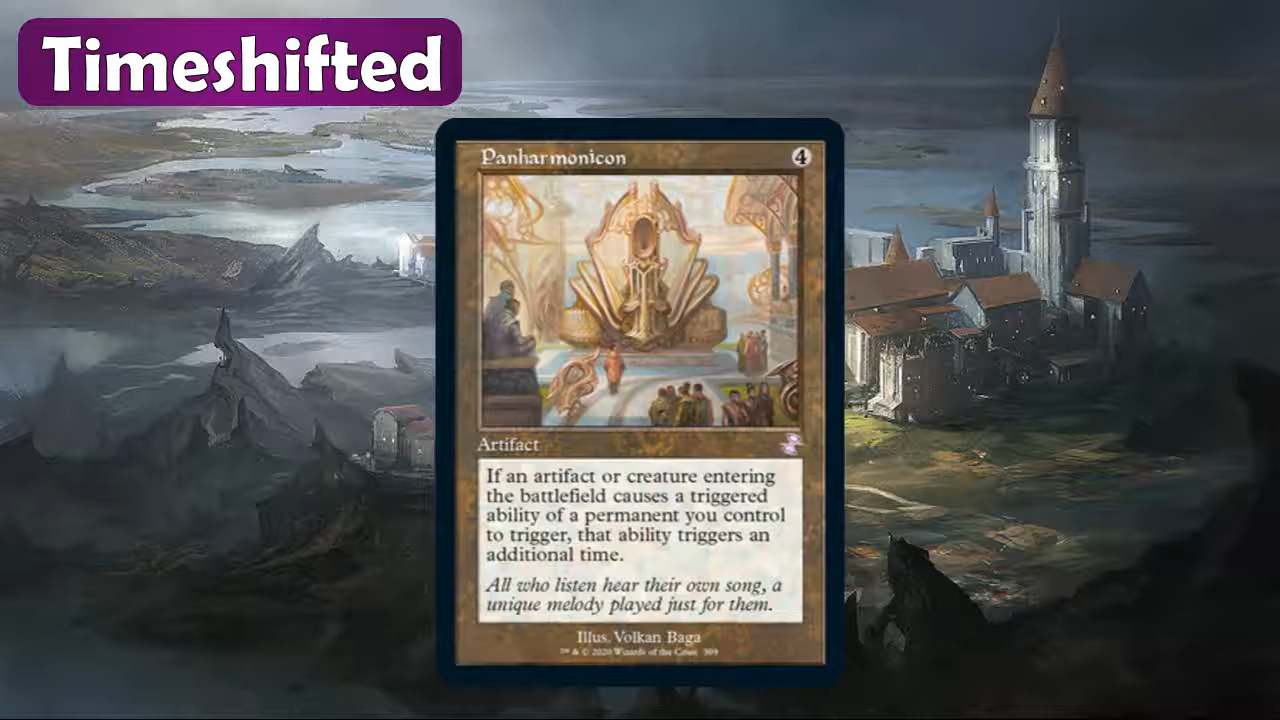 Timeshifted
Panharmonicon 4
Artifact
If an artifact or creature entering
the battlefield causes a triggered
ability of a permanent you control
to trigger, that ability triggers an
additional time.
All who listen hear their own song, a
unique melody played just for them.
Illus. Volkan Baga
™ & © 2020 Wizards of the Coast